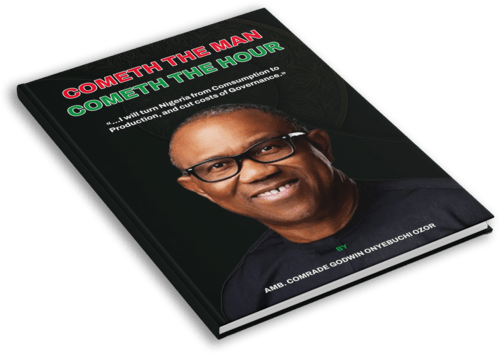 COMETH THE MAN
COMETH THE HOUR
«...I will turn Nigeria from Comsumption to
Production, and cut costs of Governance.»
BY
AMB. COMRADE GODWIN ONYEBUCHI OZOR